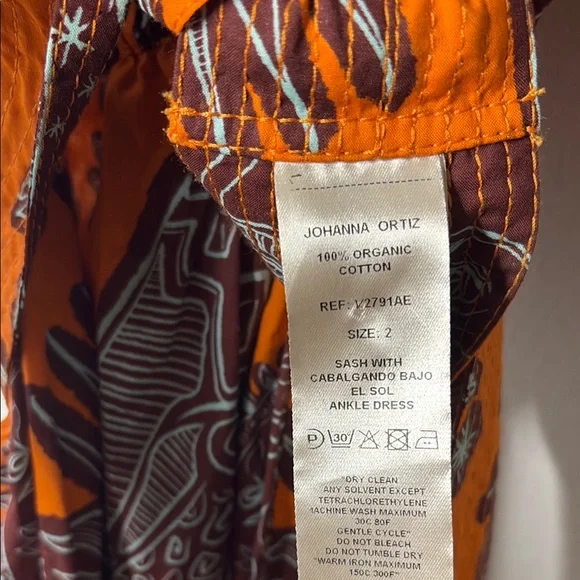 JOHANNA ORTIZ
100% ORGANIC
COTTON
REF: V2791AE
SIZE: 2
SASH WITH
CABALGANDO BAJO
EL SOL
ANKLE DRESS
P 30
"DRY CLEAN
ANY SOLVENT EXCEPT
TETRACHLORETHYLENE
MACHINE WASH MAXIMUM
30C 80F
GENTLE CYCLE"
DO NOT BLEACH
DO NOT TUMBLE DRY
"WARM IRON MAXIMUM
150C 300F"